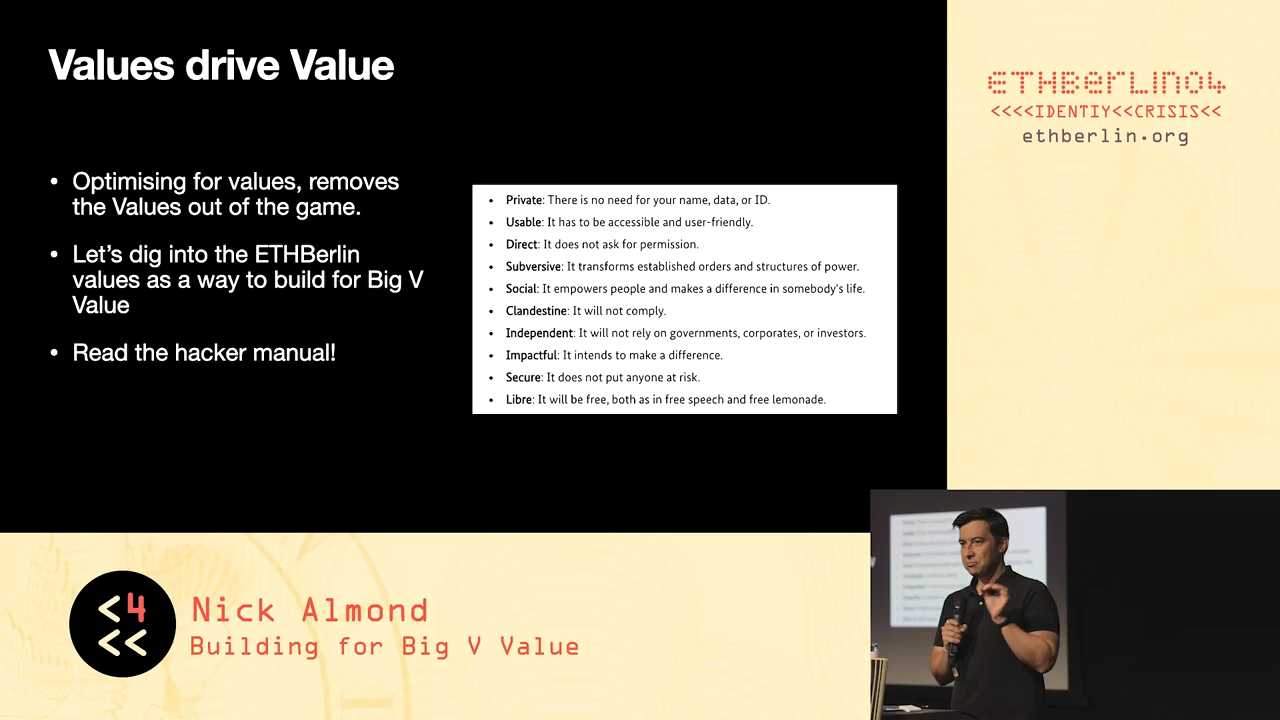 Values drive Value
• Optimising for values, removes
the Values out of the game.
• Let’s dig into the ETHBerlin
values as a way to build for Big V
Value
• Read the hacker manual!
• Private: There is no need for your name, data, or ID.
• Usable: It has to be accessible and user-friendly.
• Direct: It does not ask for permission.
• Subversive: It transforms established orders and structures of power.
• Social: It empowers people and makes a difference in somebody's life.
• Clandestine: It will not comply.
• Independent: It will not rely on governments, corporates, or investors.
• Impactful: It intends to make a difference.
• Secure: It does not put anyone at risk.
• Libre: It will be free, both as in free speech and free lemonade.
ETHBerlin04
<<<<IDENTIY<<CRISIS<<
ethberlin.org
<4
<<
Nick Almond
Building for Big V Value